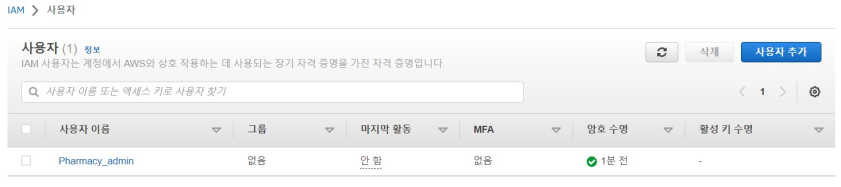 IAM > 사용자
사용자 (1) 정보
IAM 사용자는 계정에서 AWS와 상호 작용하는 데 사용되는 장기 자격 증명을 가진 자격 증명입니다.
삭제
사용자 추가
사용자 이름 또는 액세스 키로 사용자 찾기
< 1 >
사용자 이름 그룹 마지막 활동 MFA 암호 수명 활성 키 수명
Pharmacy_admin 없음 안 함 없음 1분 전 -